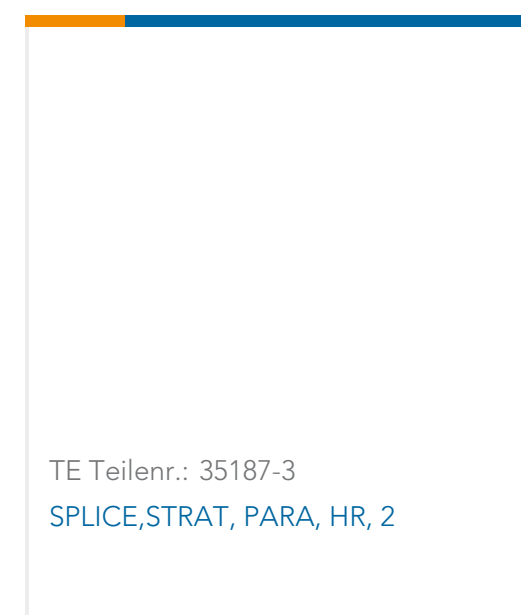 TE Teilenr.: 35187-3
SPLICE,STRAT, PARA, HR, 2